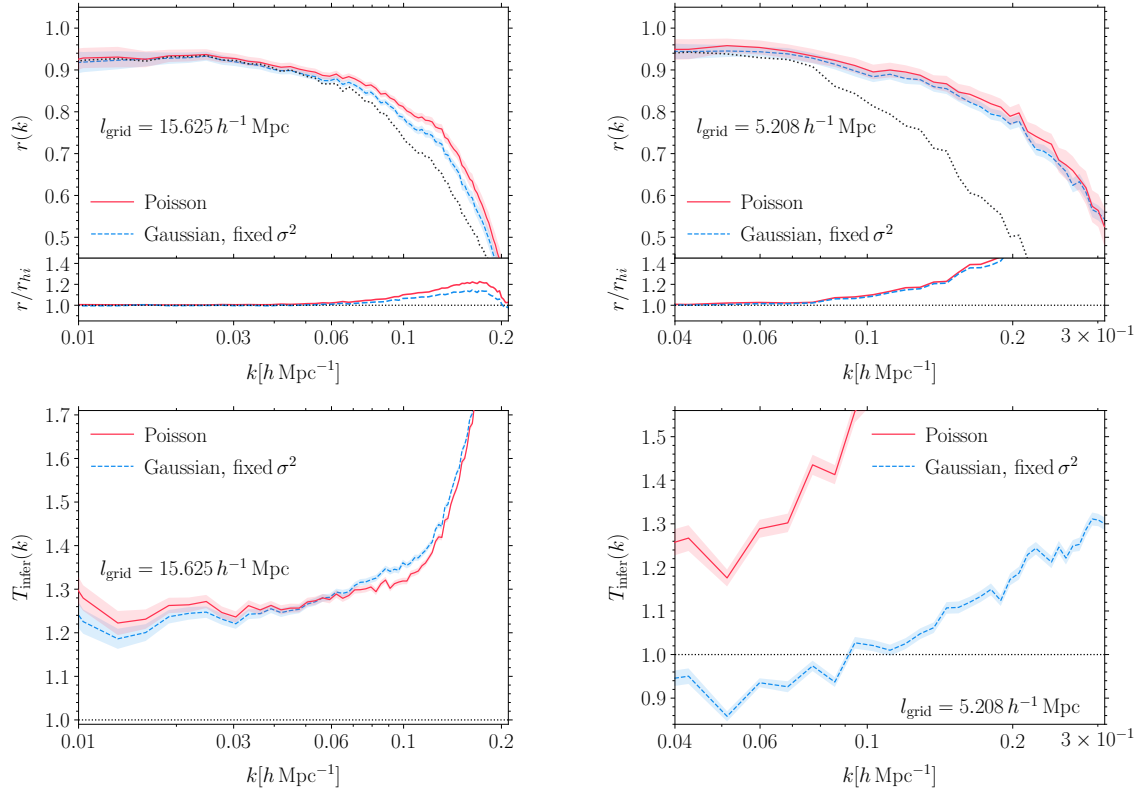 1.0
0.9
0.8
0.7
0.6
0.5
r(k)
l_grid = 15.625 h⁻¹ Mpc
Poisson
Gaussian, fixed σ²
1.4
1.2
1.0
r/r_hi
0.01 0.03 0.06 0.1 0.2
k[h Mpc⁻¹]
1.0
0.9
0.8
0.7
0.6
0.5
r(k)
l_grid = 5.208 h⁻¹ Mpc
Poisson
Gaussian, fixed σ²
1.4
1.2
1.0
r/r_hi
0.04 0.06 0.1 0.2 3 × 10⁻¹
k[h Mpc⁻¹]
1.7
1.6
1.5
1.4
1.3
1.2
1.1
1.0
T_infer(k)
Poisson
Gaussian, fixed σ²
l_grid = 15.625 h⁻¹ Mpc
0.01 0.03 0.06 0.1 0.2
k[h Mpc⁻¹]
1.5
1.4
1.3
1.2
1.1
1.0
0.9
T_infer(k)
Poisson
Gaussian, fixed σ²
l_grid = 5.208 h⁻¹ Mpc
0.04 0.06 0.1 0.2 3 × 10⁻¹
k[h Mpc⁻¹]